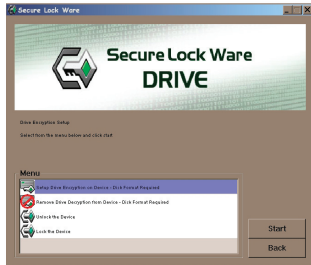 Secure Lock Ware
Secure Lock Ware
DRIVE
Drive Encryption Setup
Select from the menu below and click start
Menu
Setup Drive Encryption on Device - Disk Format Required
Remove Drive Decryption from Device - Disk Format Required
Unlock the Device
Lock the Device
Start
Back